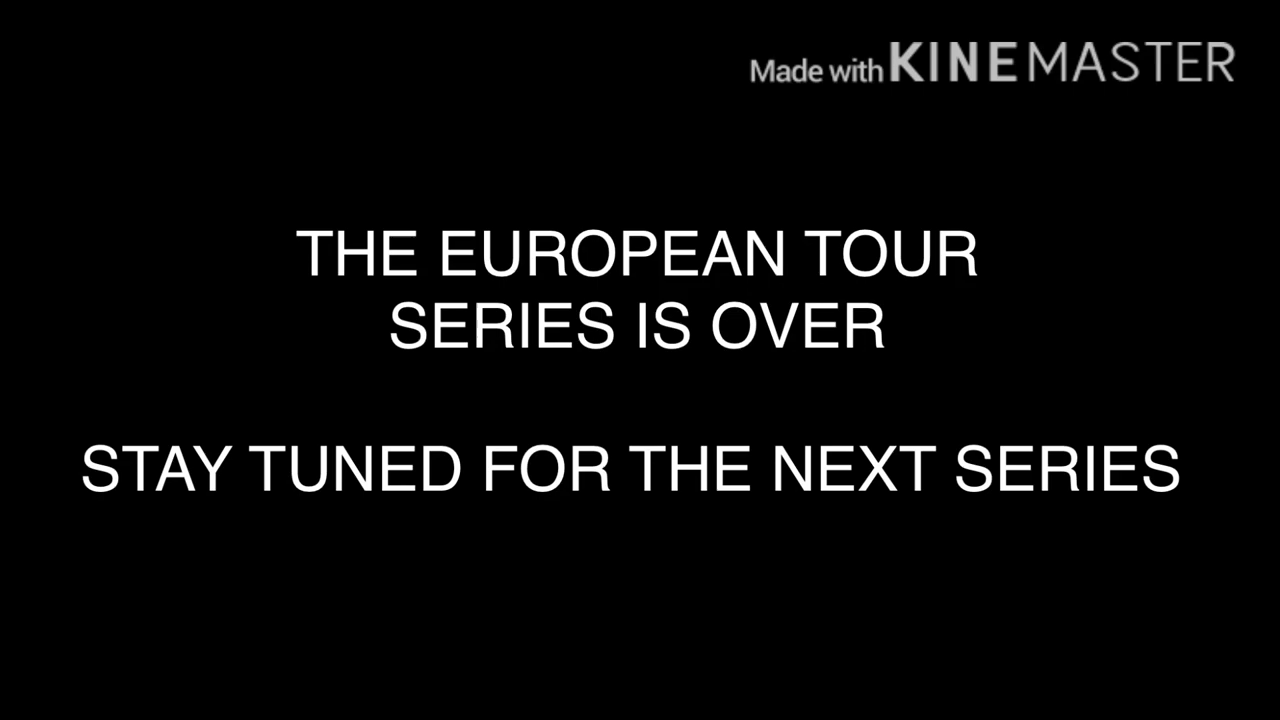 Made with KINEMASTER
THE EUROPEAN TOUR
SERIES IS OVER
STAY TUNED FOR THE NEXT SERIES